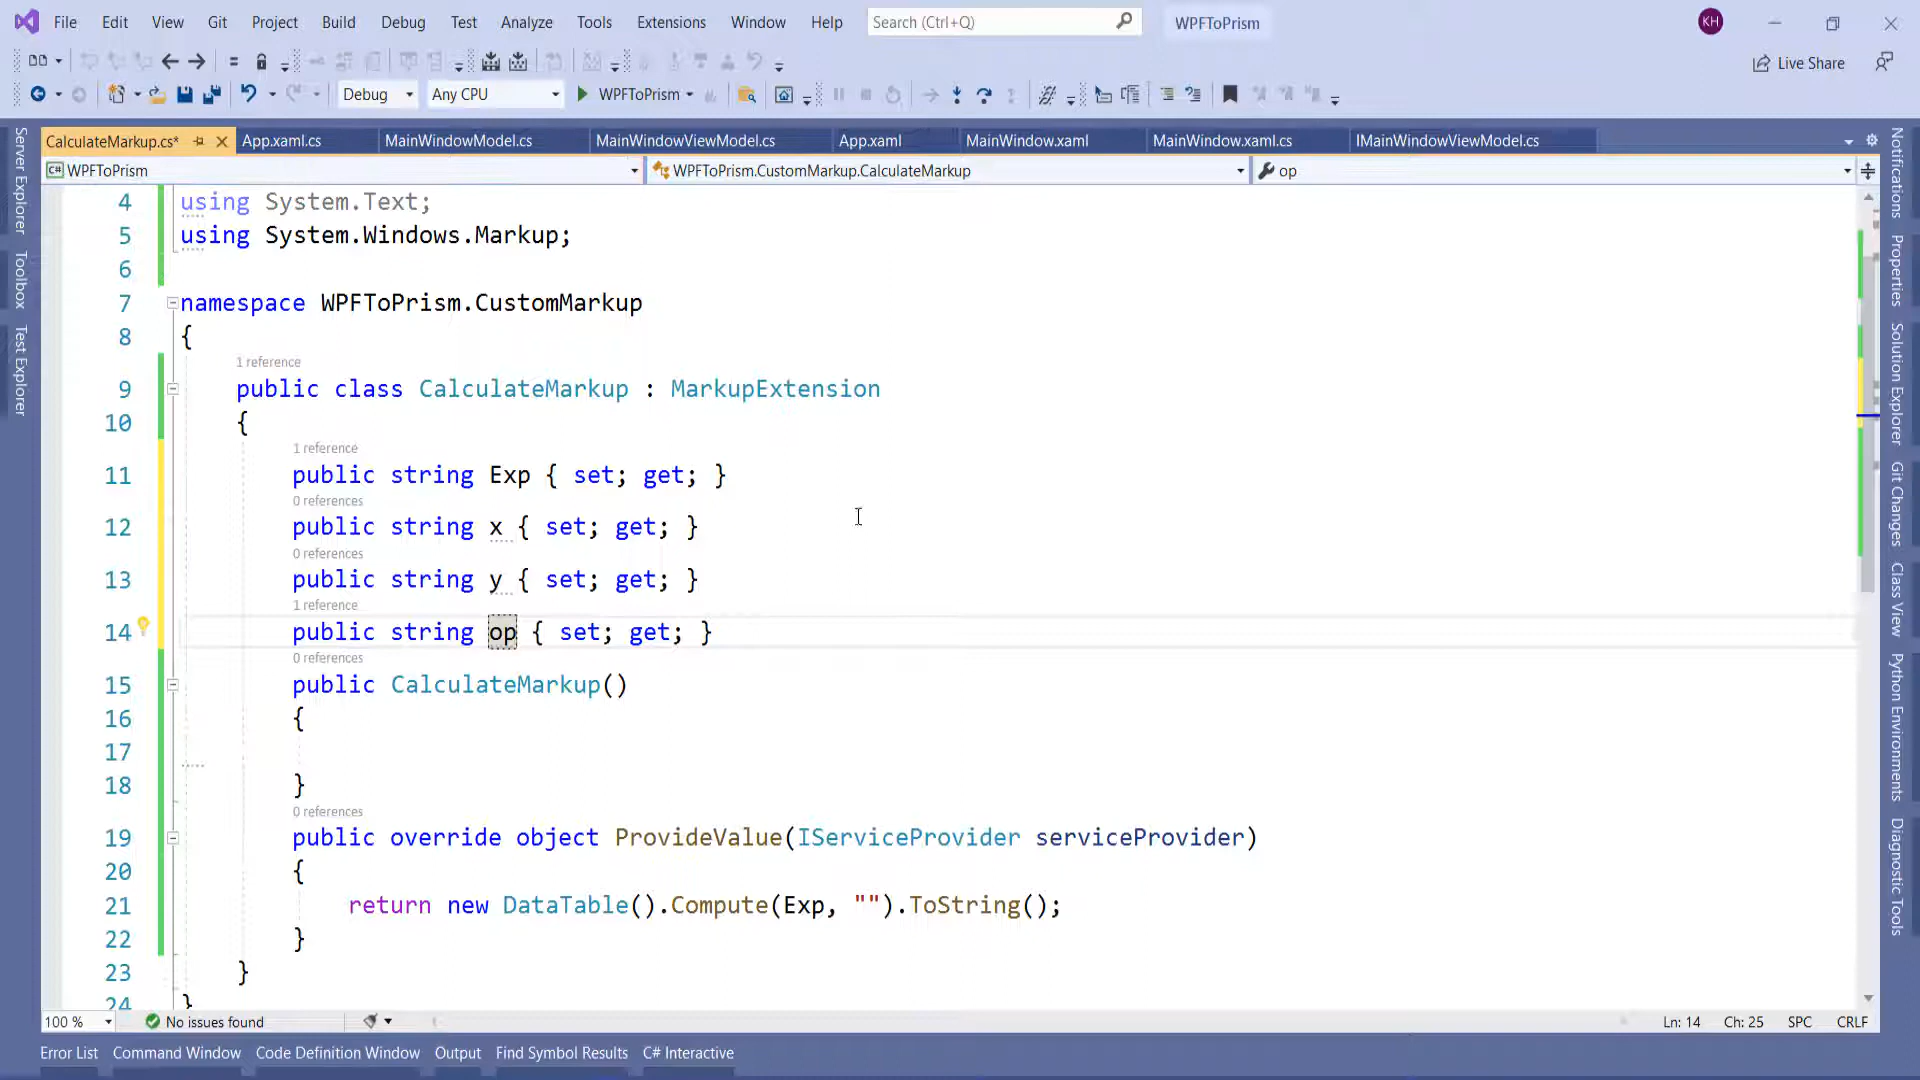 File Edit View Git Project Build Debug Test Analyze Tools Extensions Window Help Search (Ctrl+Q) WPFToPrism KH
Live Share
Debug Any CPU WPFToPrism
CalculateMarkup.cs* App.xaml.cs MainWindowModel.cs MainWindowViewModel.cs App.xaml MainWindow.xaml MainWindow.xaml.cs IMainWindowViewModel.cs
C# WPFToPrism WPFToPrism.CustomMarkup.CalculateMarkup op
Server Explorer
Toolbox
Test Explorer
4 using System.Text;
5 using System.Windows.Markup;
6
7 namespace WPFToPrism.CustomMarkup
8 {
1 reference
9 public class CalculateMarkup : MarkupExtension
10 {
1 reference
11 public string Exp { set; get; }
0 references
12 public string x { set; get; }
0 references
13 public string y { set; get; }
1 reference
14 public string op { set; get; }
0 references
15 public CalculateMarkup()
16 {
17
18 }
0 references
19 public override object ProvideValue(IServiceProvider serviceProvider)
20 {
21 return new DataTable().Compute(Exp, "").ToString();
22 }
23 }
24 }
Notifications
Properties
Solution Explorer
Git Changes
Class View
Python Environments
Diagnostic Tools
100 % No issues found Ln: 14 Ch: 25 SPC CRLF
Error List Command Window Code Definition Window Output Find Symbol Results C# Interactive